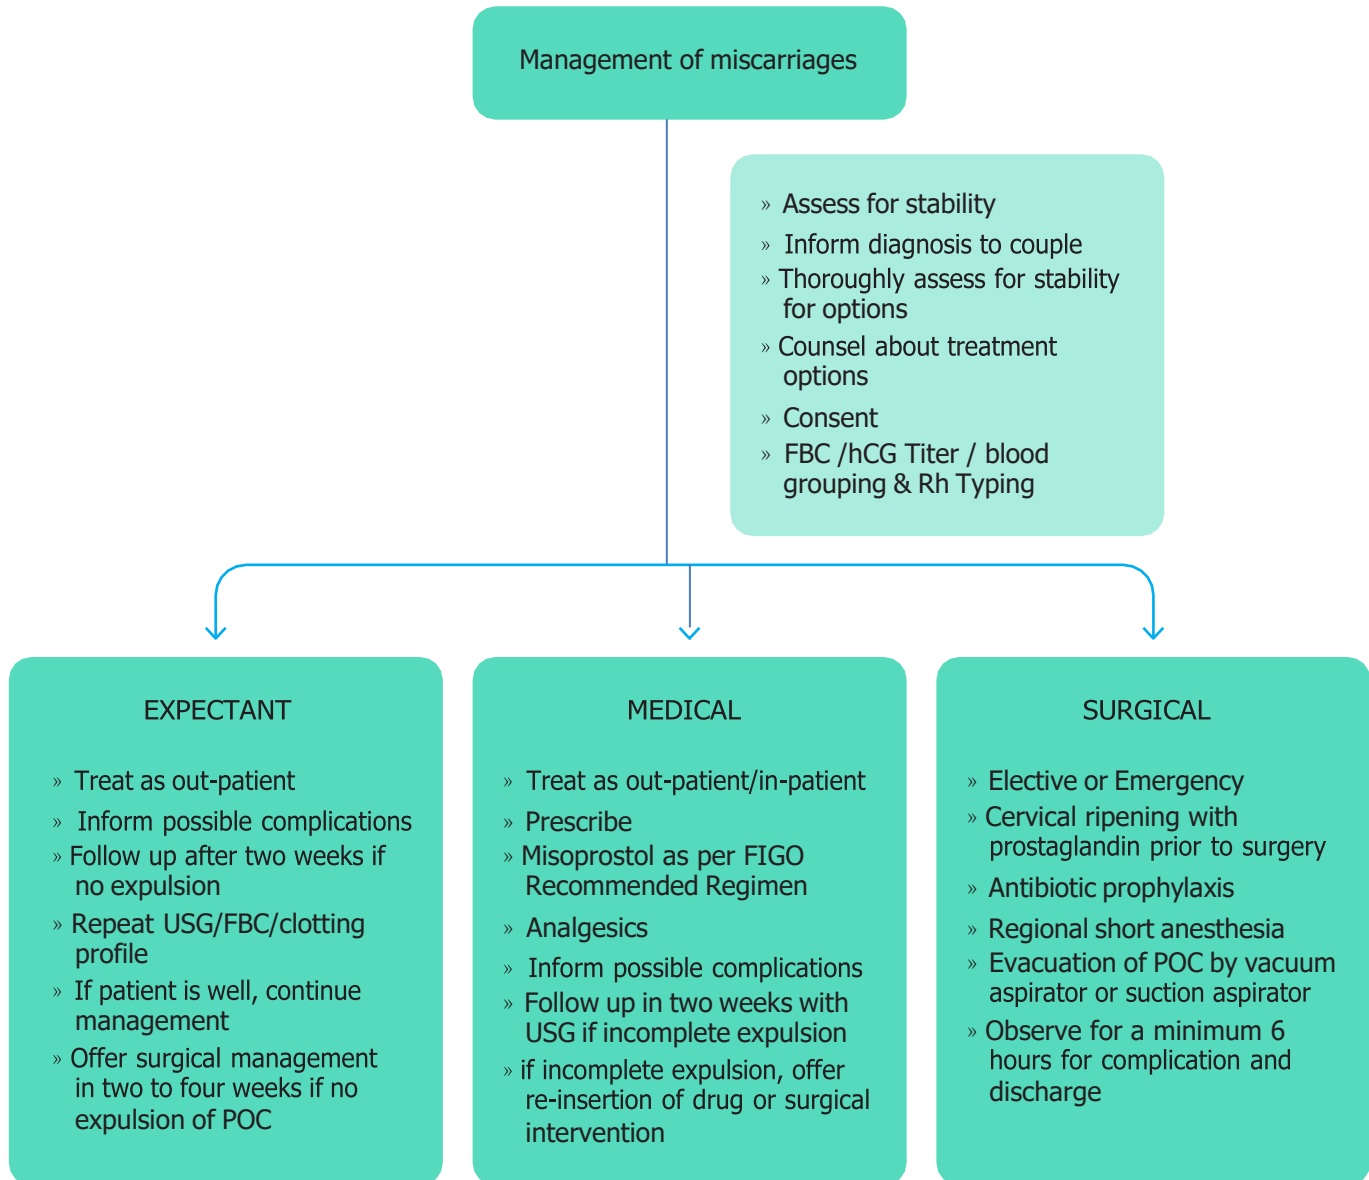 Management of miscarriages
» Assess for stability
» Inform diagnosis to couple
» Thoroughly assess for stability
for options
» Counsel about treatment
options
» Consent
» FBC /hCG Titer / blood
grouping & Rh Typing
EXPECTANT
» Treat as out-patient
» Inform possible complications
» Follow up after two weeks if
no expulsion
» Repeat USG/FBC/clotting
profile
» If patient is well, continue
management
» Offer surgical management
in two to four weeks if no
expulsion of POC
MEDICAL
» Treat as out-patient/in-patient
» Prescribe
» Misoprostol as per FIGO
Recommended Regimen
» Analgesics
» Inform possible complications
» Follow up in two weeks with
USG if incomplete expulsion
» if incomplete expulsion, offer
re-insertion of drug or surgical
intervention
SURGICAL
» Elective or Emergency
» Cervical ripening with
prostaglandin prior to surgery
» Antibiotic prophylaxis
» Regional short anesthesia
» Evacuation of POC by vacuum
aspirator or suction aspirator
» Observe for a minimum 6
hours for complication and
discharge